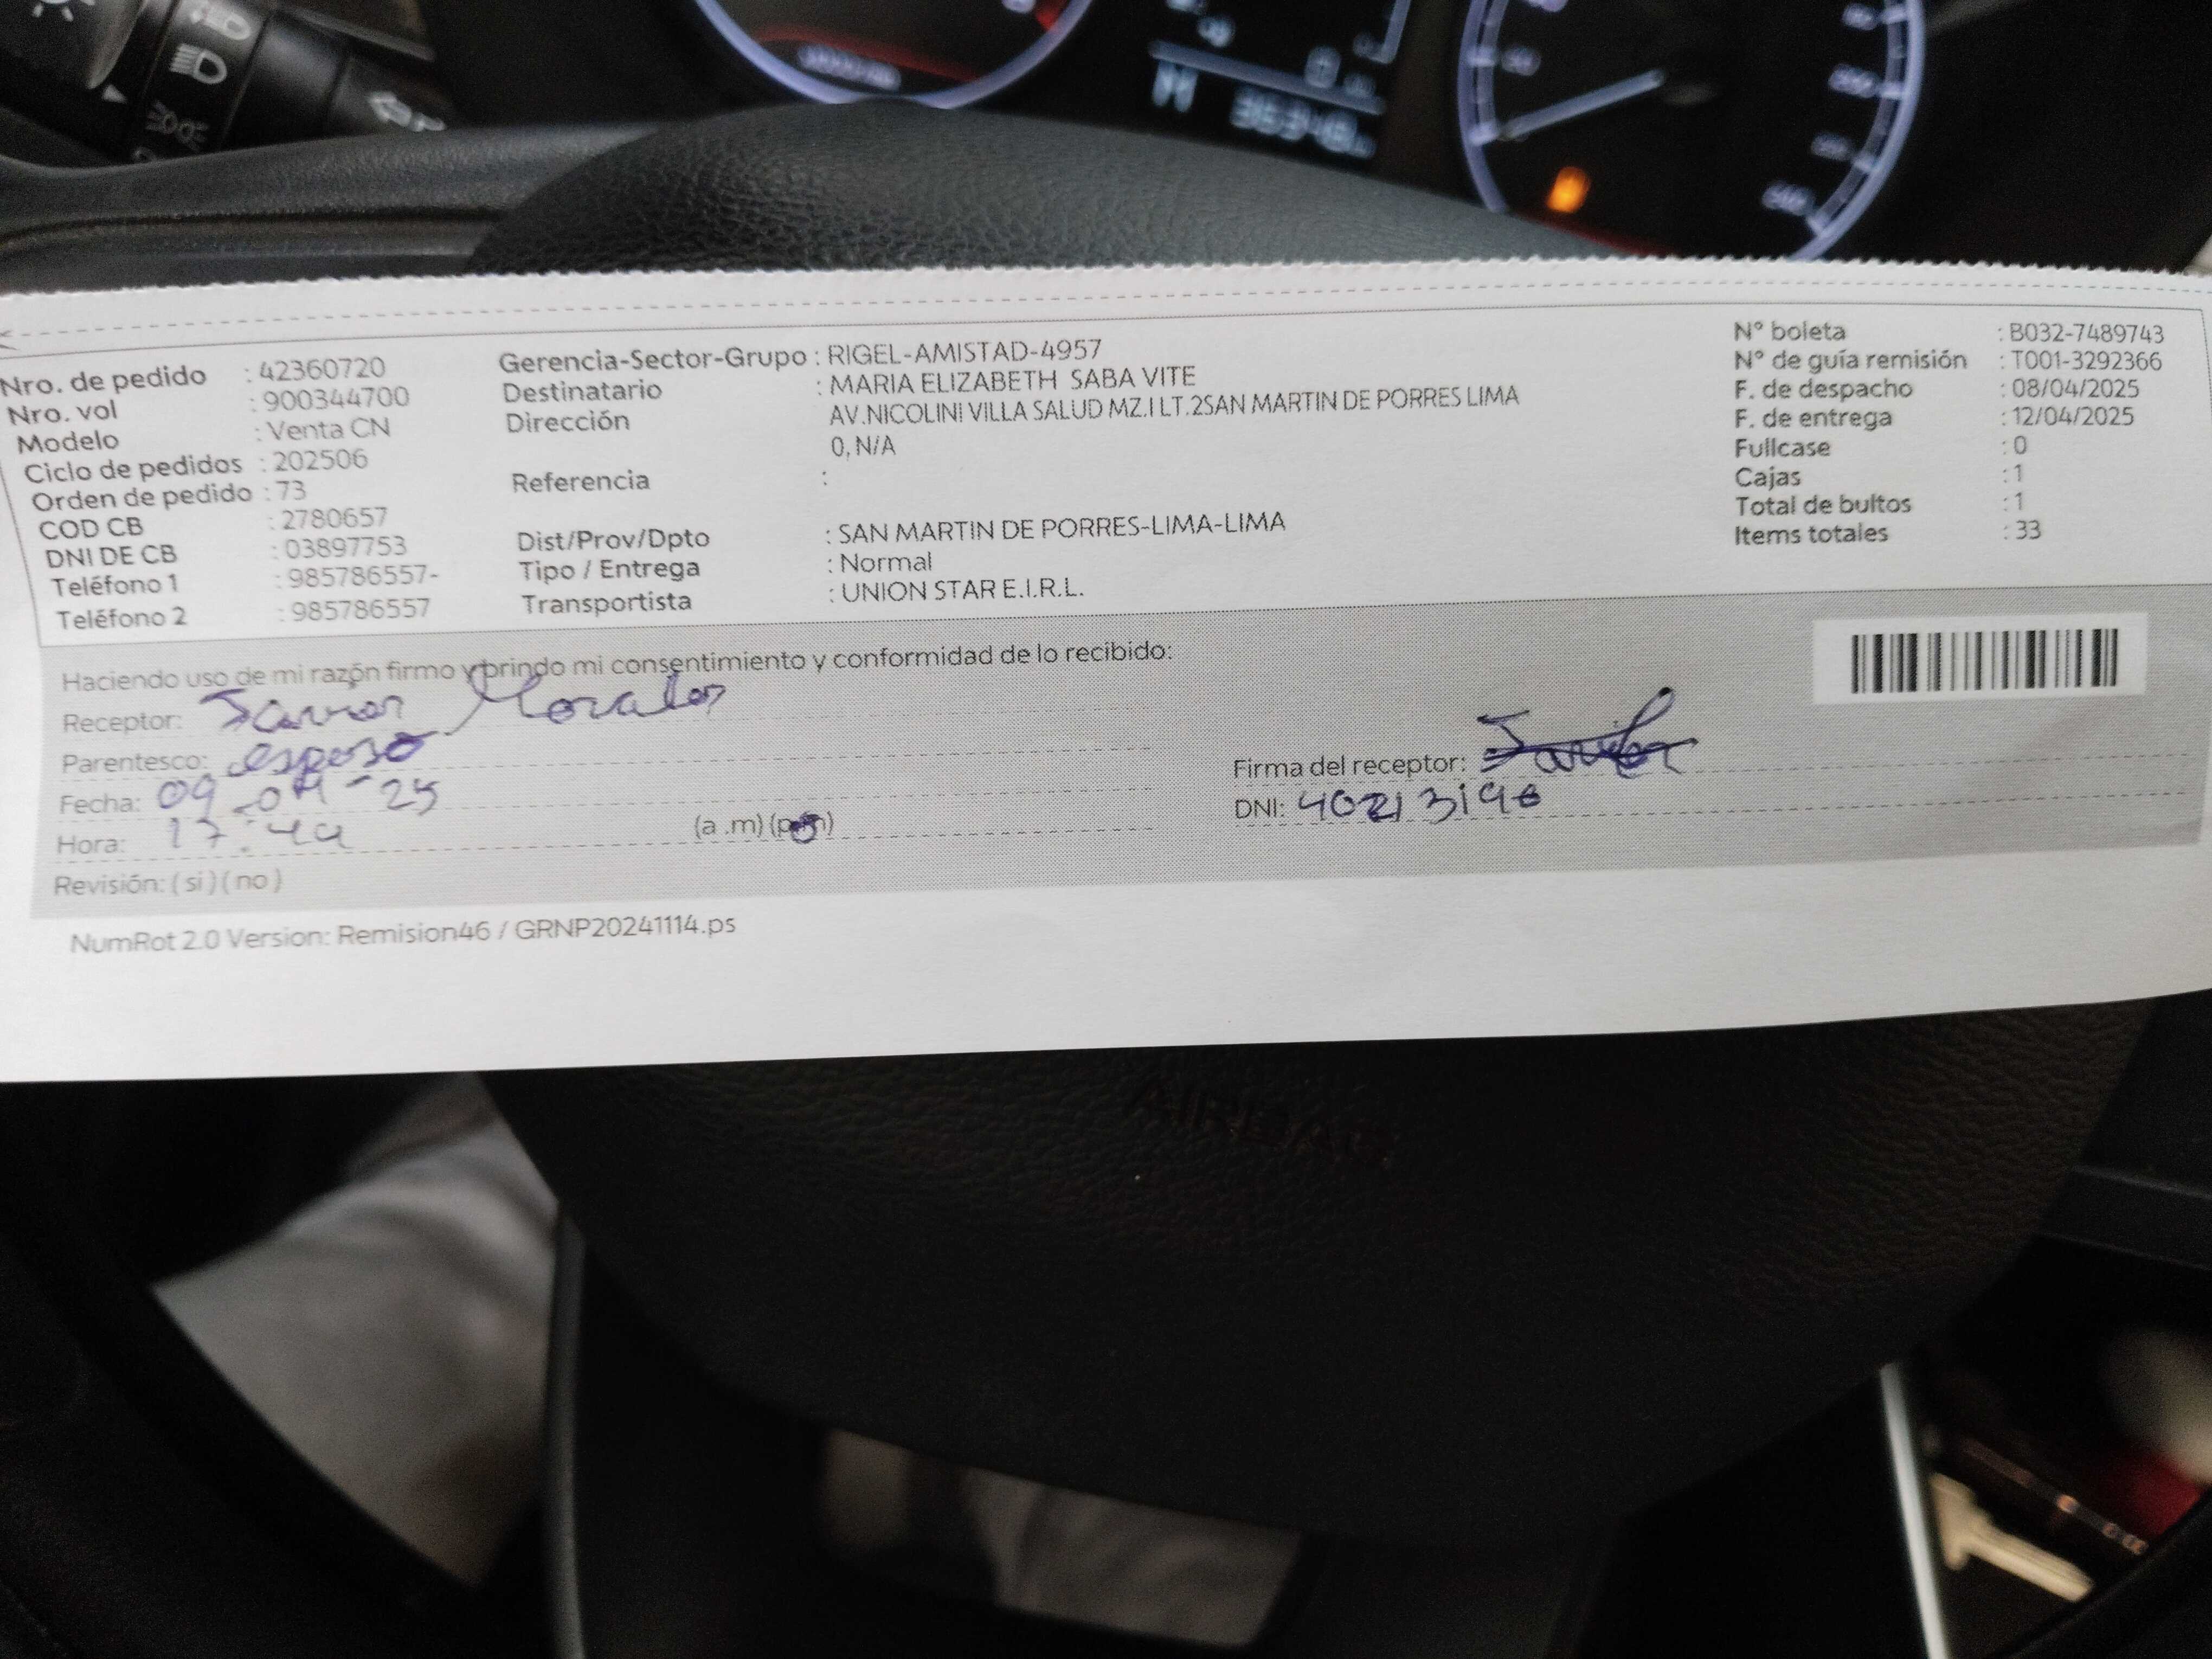 Nro. de pedido : 42360720
Nro. vol : 900344700
Modelo : Venta CN
Ciclo de pedidos : 202506
Orden de pedido : 73
COD CB : 2780657
DNI DE CB : 03897753
Teléfono 1 : 985786557-
Teléfono 2 : 985786557
Gerencia-Sector-Grupo : RIGEL-AMISTAD-4957
Destinatario : MARIA ELIZABETH SABA VITE
Dirección AV.NICOLINI VILLA SALUD MZ.I LT.2SAN MARTIN DE PORRES LIMA
0, N/A
Referencia :
Dist/Prov/Dpto : SAN MARTIN DE PORRES-LIMA-LIMA
Tipo / Entrega : Normal
Transportista : UNION STAR E.I.R.L.
N° boleta : B032-7489743
N° de guía remisión : T001-3292366
F. de despacho : 08/04/2025
F. de entrega : 12/04/2025
Fullcase : 0
Cajas : 1
Total de bultos : 1
Items totales : 33
Haciendo uso de mi razón firmo y brindo mi consentimiento y conformidad de lo recibido:
Receptor: Morales
Parentesco: esposo
Fecha: 09-04-25
Hora: 17:44 (a .m) (p.m)
Revisión: ( si ) ( no )
Firma del receptor:
DNI: 40213196
NumRot 2.0 Version: Remision46 / GRNP20241114.ps
AIRBAG